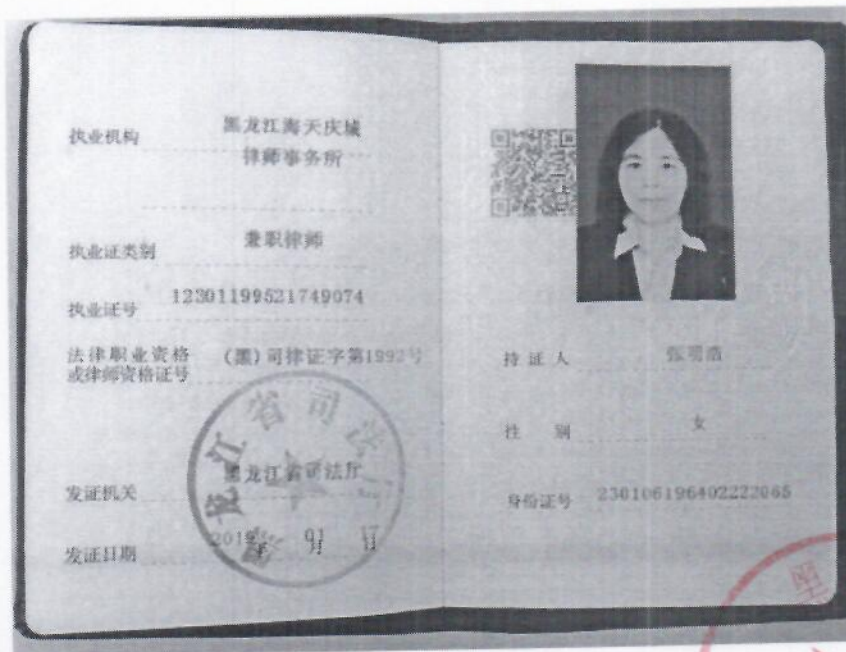 执业机构 黑龙江海天庆城
律师事务所
执业证类别 兼职律师
执业证号 12301199521749074
法律职业资格 (黑)司律证字第1992号
或律师资格证号
发证机关 黑龙江省司法厅
发证日期
黑龙江省司法厅
持证人
性别 女
身份证号 230106196402222065
黑